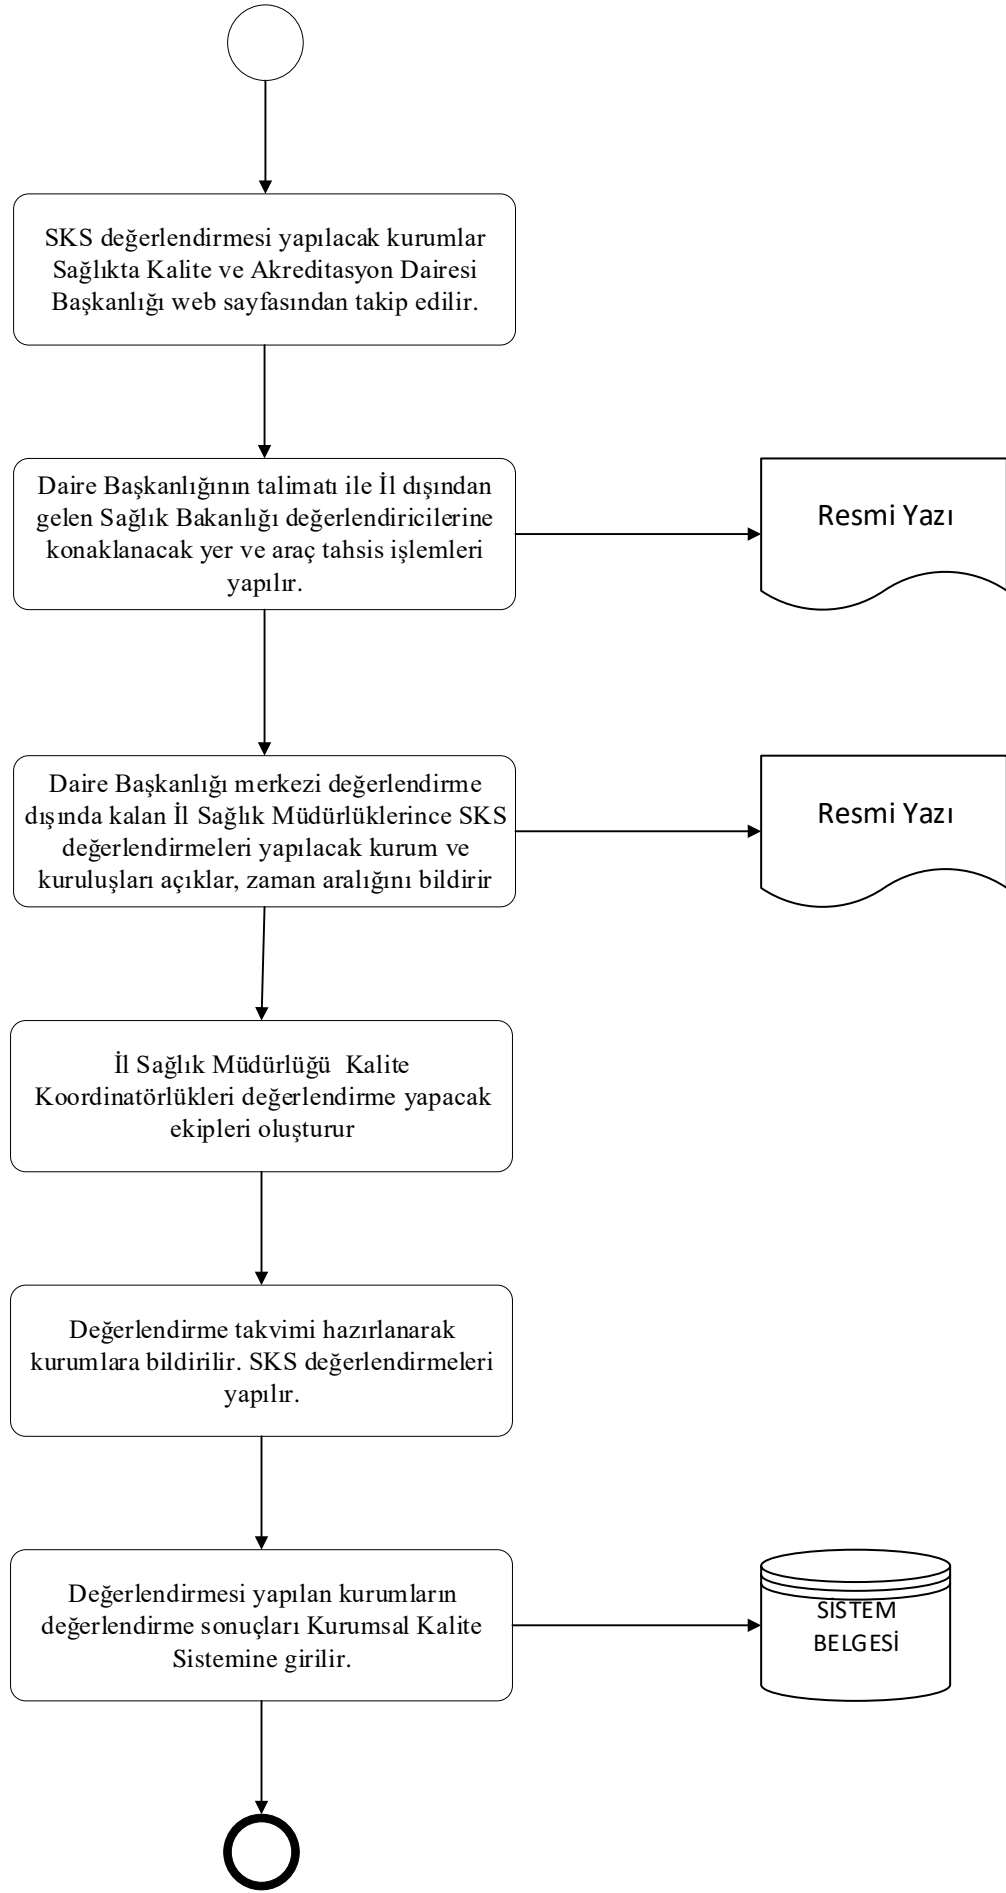 SKS değerlendirmesi yapılacak kurumlar
Sağlıkta Kalite ve Akreditasyon Dairesi
Başkanlığı web sayfasından takip edilir.
Daire Başkanlığının talimatı ile İl dışından
gelen Sağlık Bakanlığı değerlendiricilerine
konaklanacak yer ve araç tahsis işlemleri
yapılır.
Resmi Yazı
Daire Başkanlığı merkezi değerlendirme
dışında kalan İl Sağlık Müdürlüklerince SKS
değerlendirmeleri yapılacak kurum ve
kuruluşları açıklar, zaman aralığını bildirir
Resmi Yazı
İl Sağlık Müdürlüğü  Kalite
Koordinatörlükleri değerlendirme yapacak
ekipleri oluşturur
Değerlendirme takvimi hazırlanarak
kurumlara bildirilir. SKS değerlendirmeleri
yapılır.
Değerlendirmesi yapılan kurumların
değerlendirme sonuçları Kurumsal Kalite
Sistemine girilir.
SİSTEM
BELGESİ